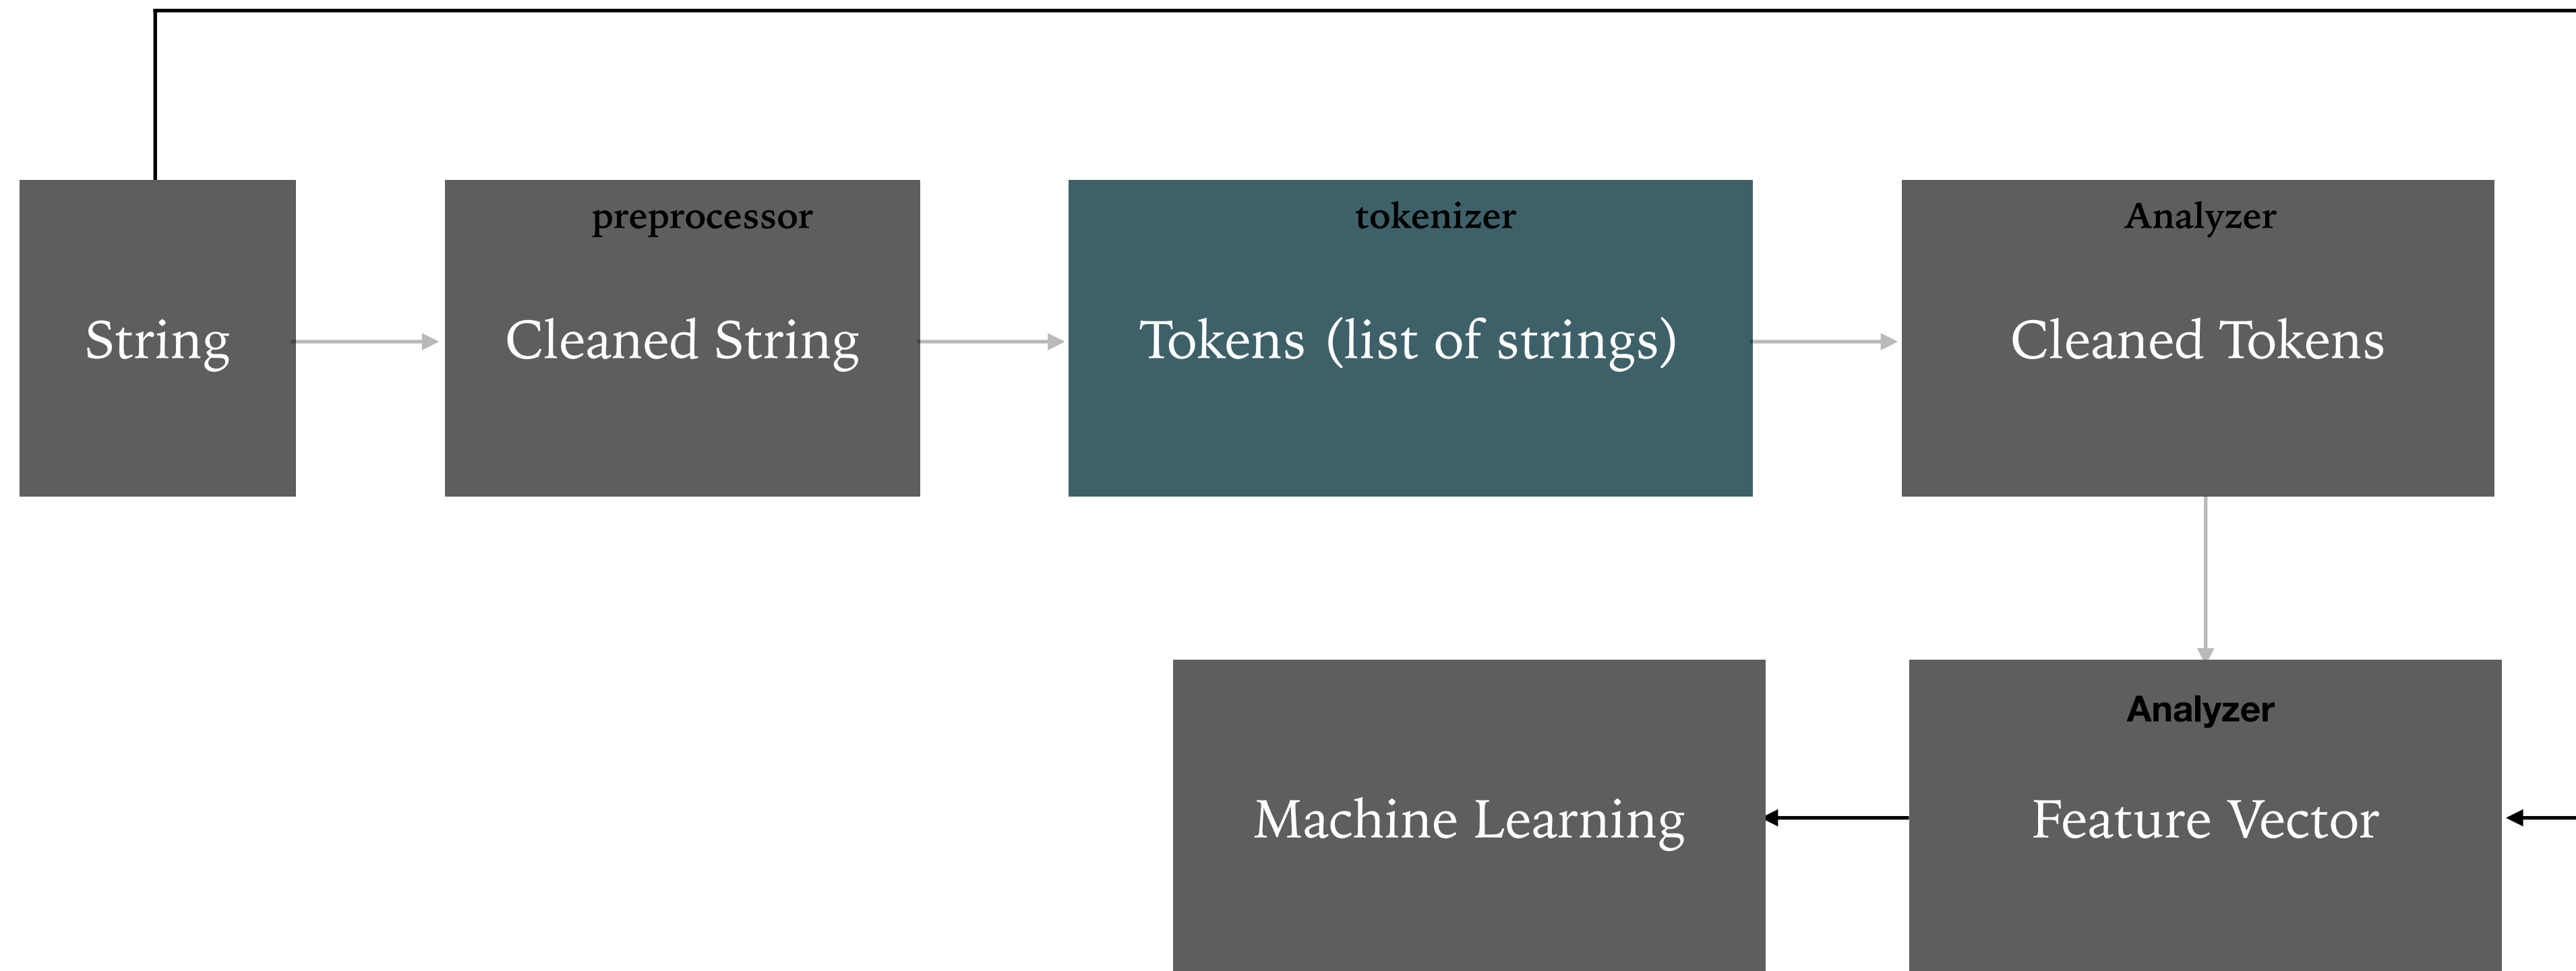 preprocessor
tokenizer
Analyzer
String
Cleaned String
Tokens (list of strings)
Cleaned Tokens
Analyzer
Machine Learning
Feature Vector